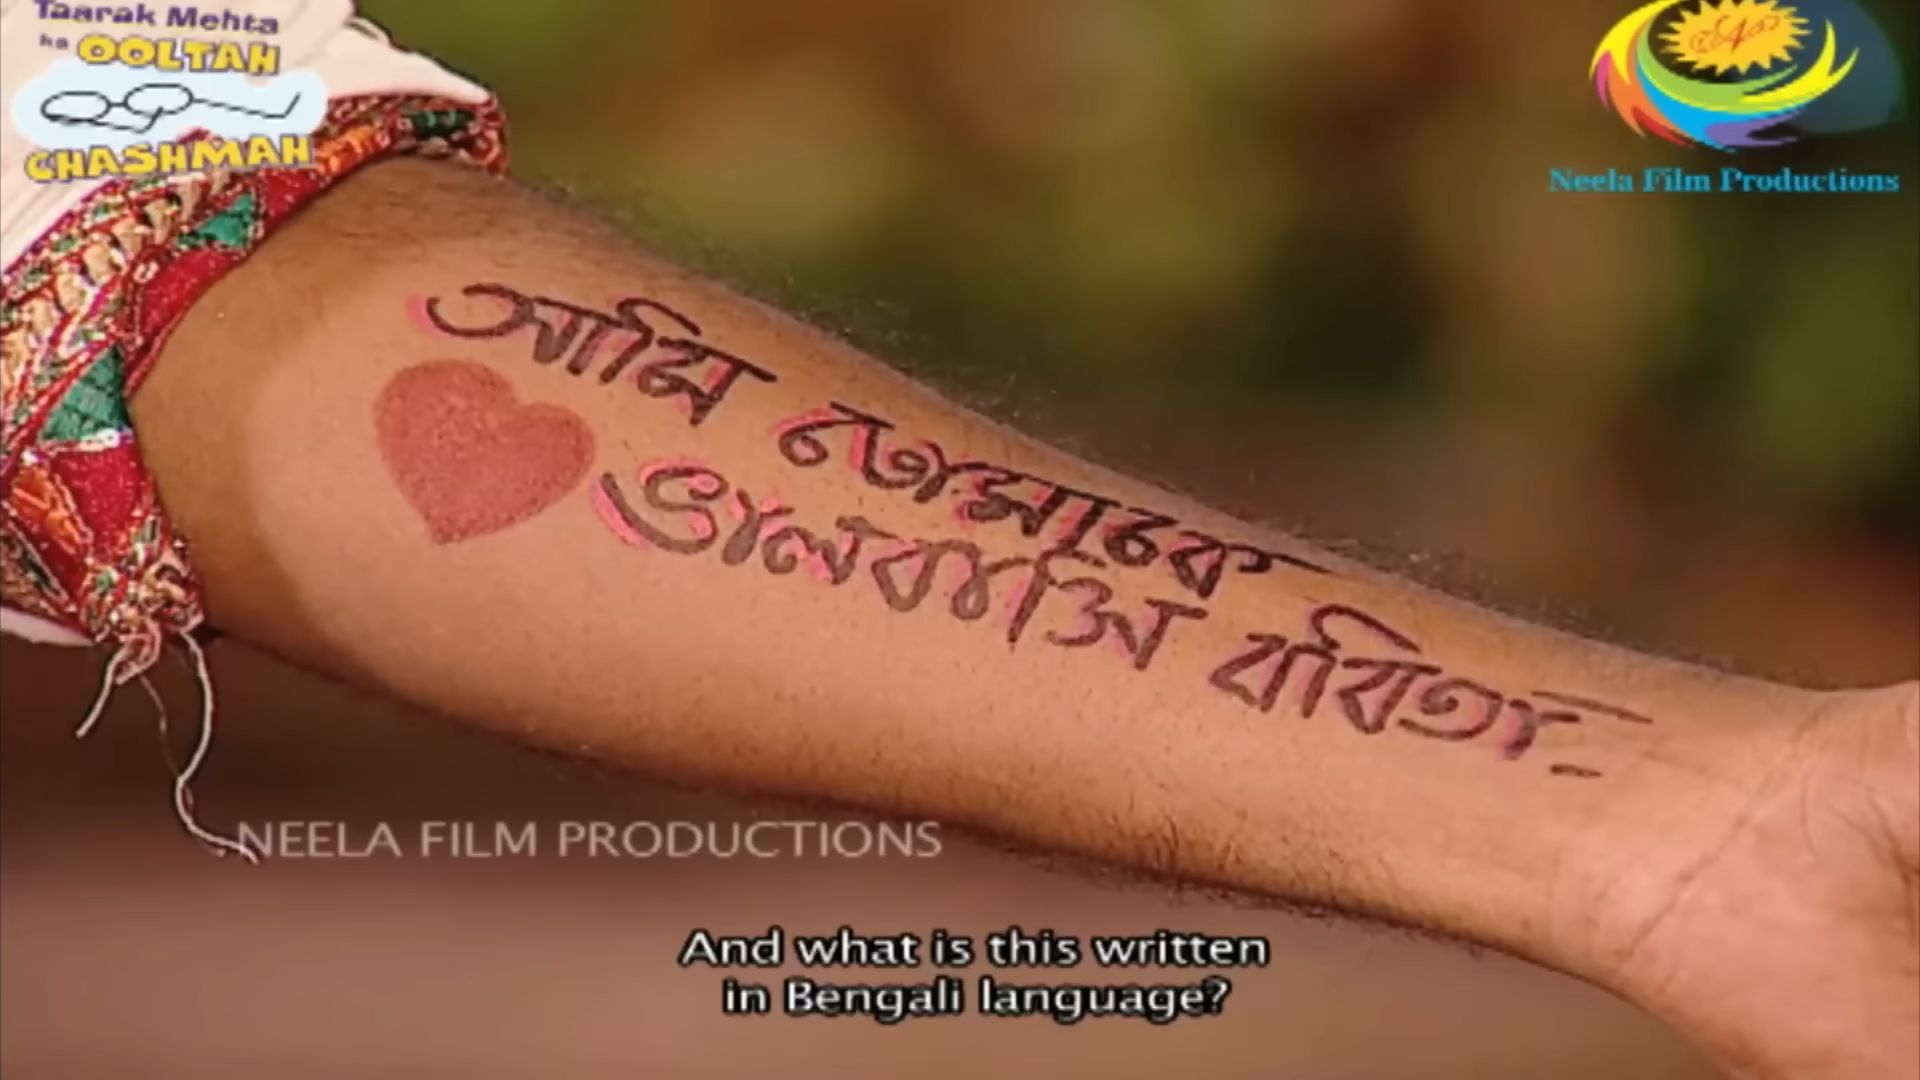 Taarak Mehta
ka OOLTAH
CHASHMAH
Neela Film Productions
আমি তোমাকে
ভালবাসি ববিতা
NEELA FILM PRODUCTIONS
And what is this written
in Bengali language?